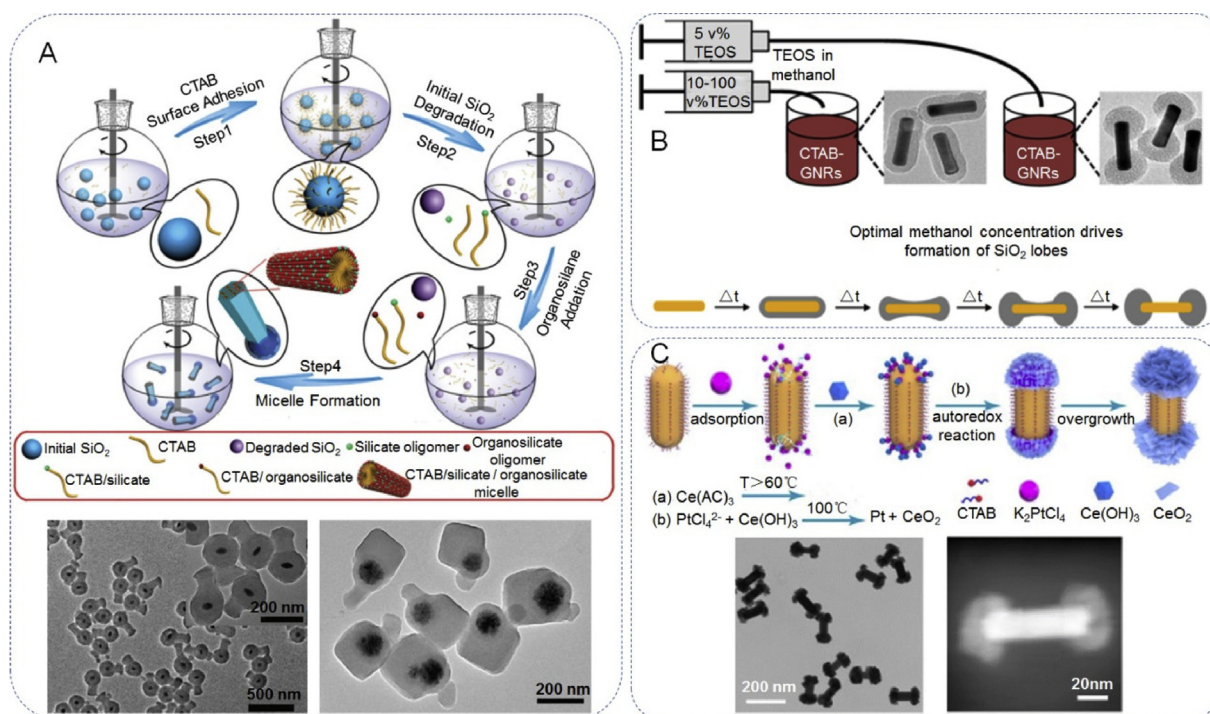 A
CTAB
Surface Adhesion
Step1
Initial SiO2
Degradation
Step2
Step3
Organosilane
Addation
Step4
Micelle Formation
Initial SiO2
CTAB
Degraded SiO2
Silicate oligomer
Organosilicate
oligomer
CTAB/silicate
CTAB/ organosilicate
CTAB/silicate / organosilicate
micelle
200 nm
500 nm
200 nm
B
5 v%
TEOS
TEOS in
methanol
10-100
v%TEOS
CTAB-
GNRs
CTAB-
GNRs
Optimal methanol concentration drives
formation of SiO2 lobes
△t
△t
△t
△t
C
adsorption
(a)
(b)
autoredox
reaction
overgrowth
(a) Ce(AC)3
T＞60℃
(b) PtCl4²⁻ + Ce(OH)3
100℃
Pt + CeO2
CTAB
K2PtCl4
Ce(OH)3
CeO2
200 nm
20nm